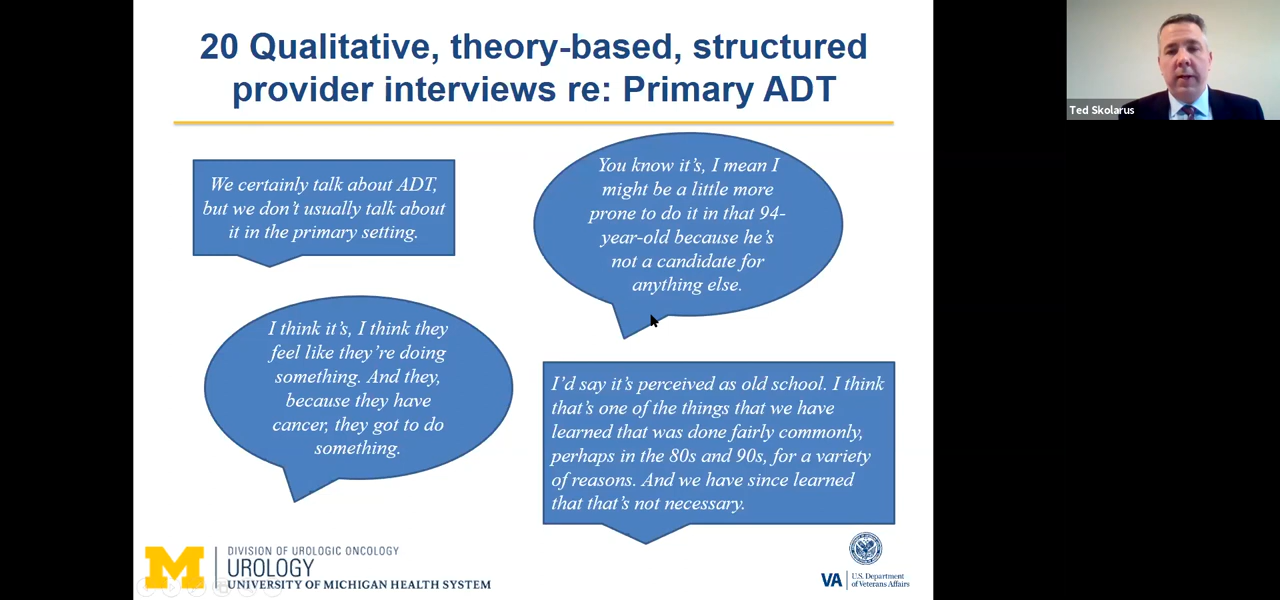 20 Qualitative, theory-based, structured
provider interviews re: Primary ADT
Ted Skolarus
We certainly talk about ADT,
but we don't usually talk about
it in the primary setting.
You know it's, I mean I
might be a little more
prone to do it in that 94-
year-old because he's
not a candidate for
anything else.
I think it's, I think they
feel like they're doing
something. And they,
because they have
cancer, they got to do
something.
I'd say it's perceived as old school. I think
that's one of the things that we have
learned that was done fairly commonly,
perhaps in the 80s and 90s, for a variety
of reasons. And we have since learned
that that's not necessary.
M
DIVISION OF UROLOGIC ONCOLOGY
UROLOGY
UNIVERSITY OF MICHIGAN HEALTH SYSTEM
VA
U.S. Department
of Veterans Affairs